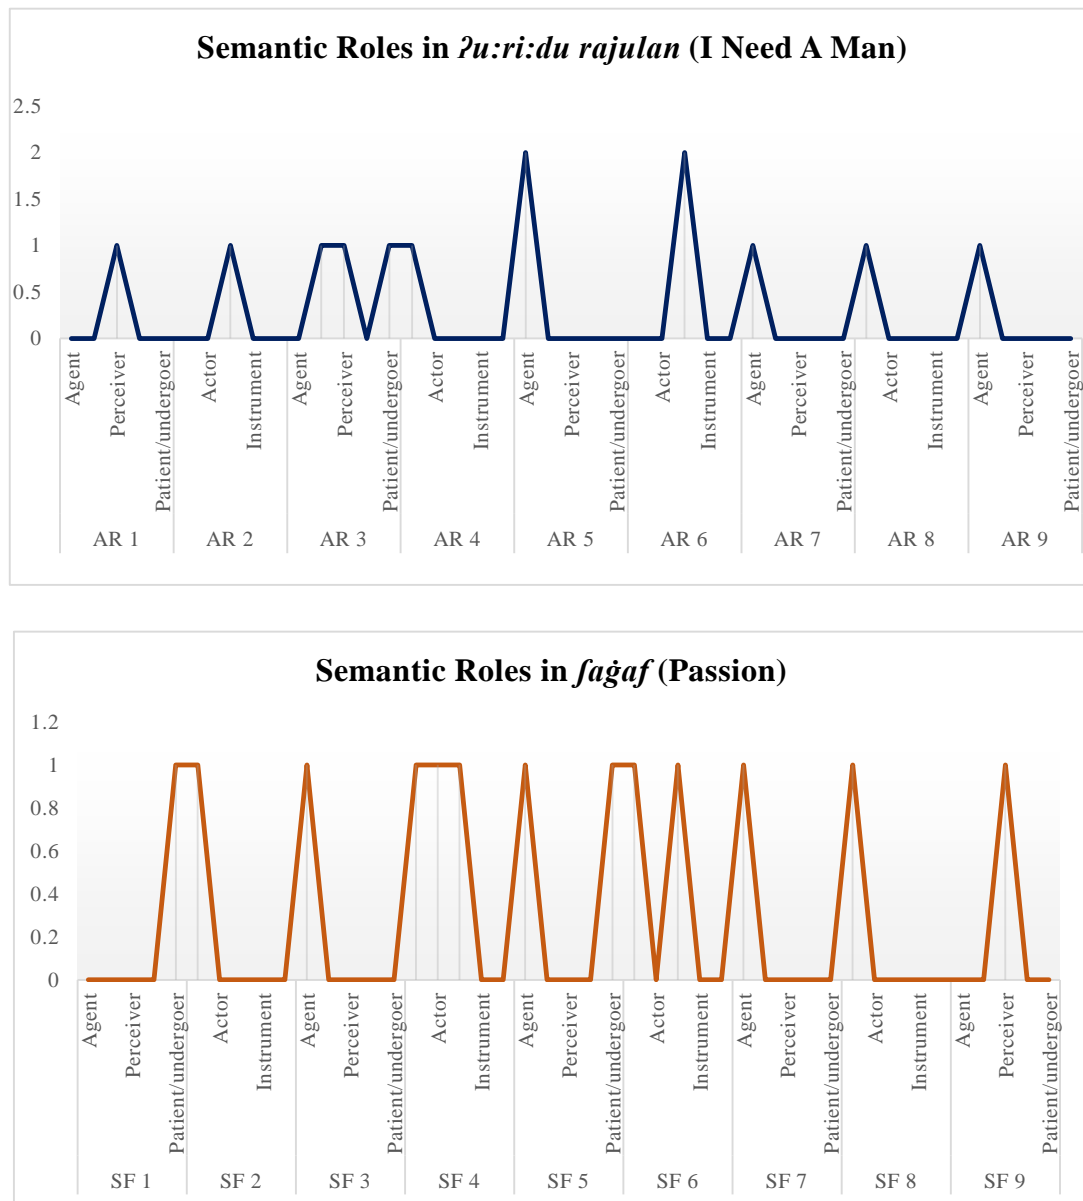 Semantic Roles in ʔu:ri:du rajulan (I Need A Man)
2.5
2
1.5
1
0.5
0
Agent
Perceiver
Patient/undergoer
Actor
Instrument
Agent
Perceiver
Patient/undergoer
Actor
Instrument
Agent
Perceiver
Patient/undergoer
Actor
Instrument
Agent
Perceiver
Patient/undergoer
Actor
Instrument
Agent
Perceiver
Patient/undergoer
AR 1 AR 2 AR 3 AR 4 AR 5 AR 6 AR 7 AR 8 AR 9
Semantic Roles in ʃaġaf (Passion)
1.2
1
0.8
0.6
0.4
0.2
0
Agent
Perceiver
Patient/undergoer
Actor
Instrument
Agent
Perceiver
Patient/undergoer
Actor
Instrument
Agent
Perceiver
Patient/undergoer
Actor
Instrument
Agent
Perceiver
Patient/undergoer
Actor
Instrument
Agent
Perceiver
Patient/undergoer
SF 1 SF 2 SF 3 SF 4 SF 5 SF 6 SF 7 SF 8 SF 9